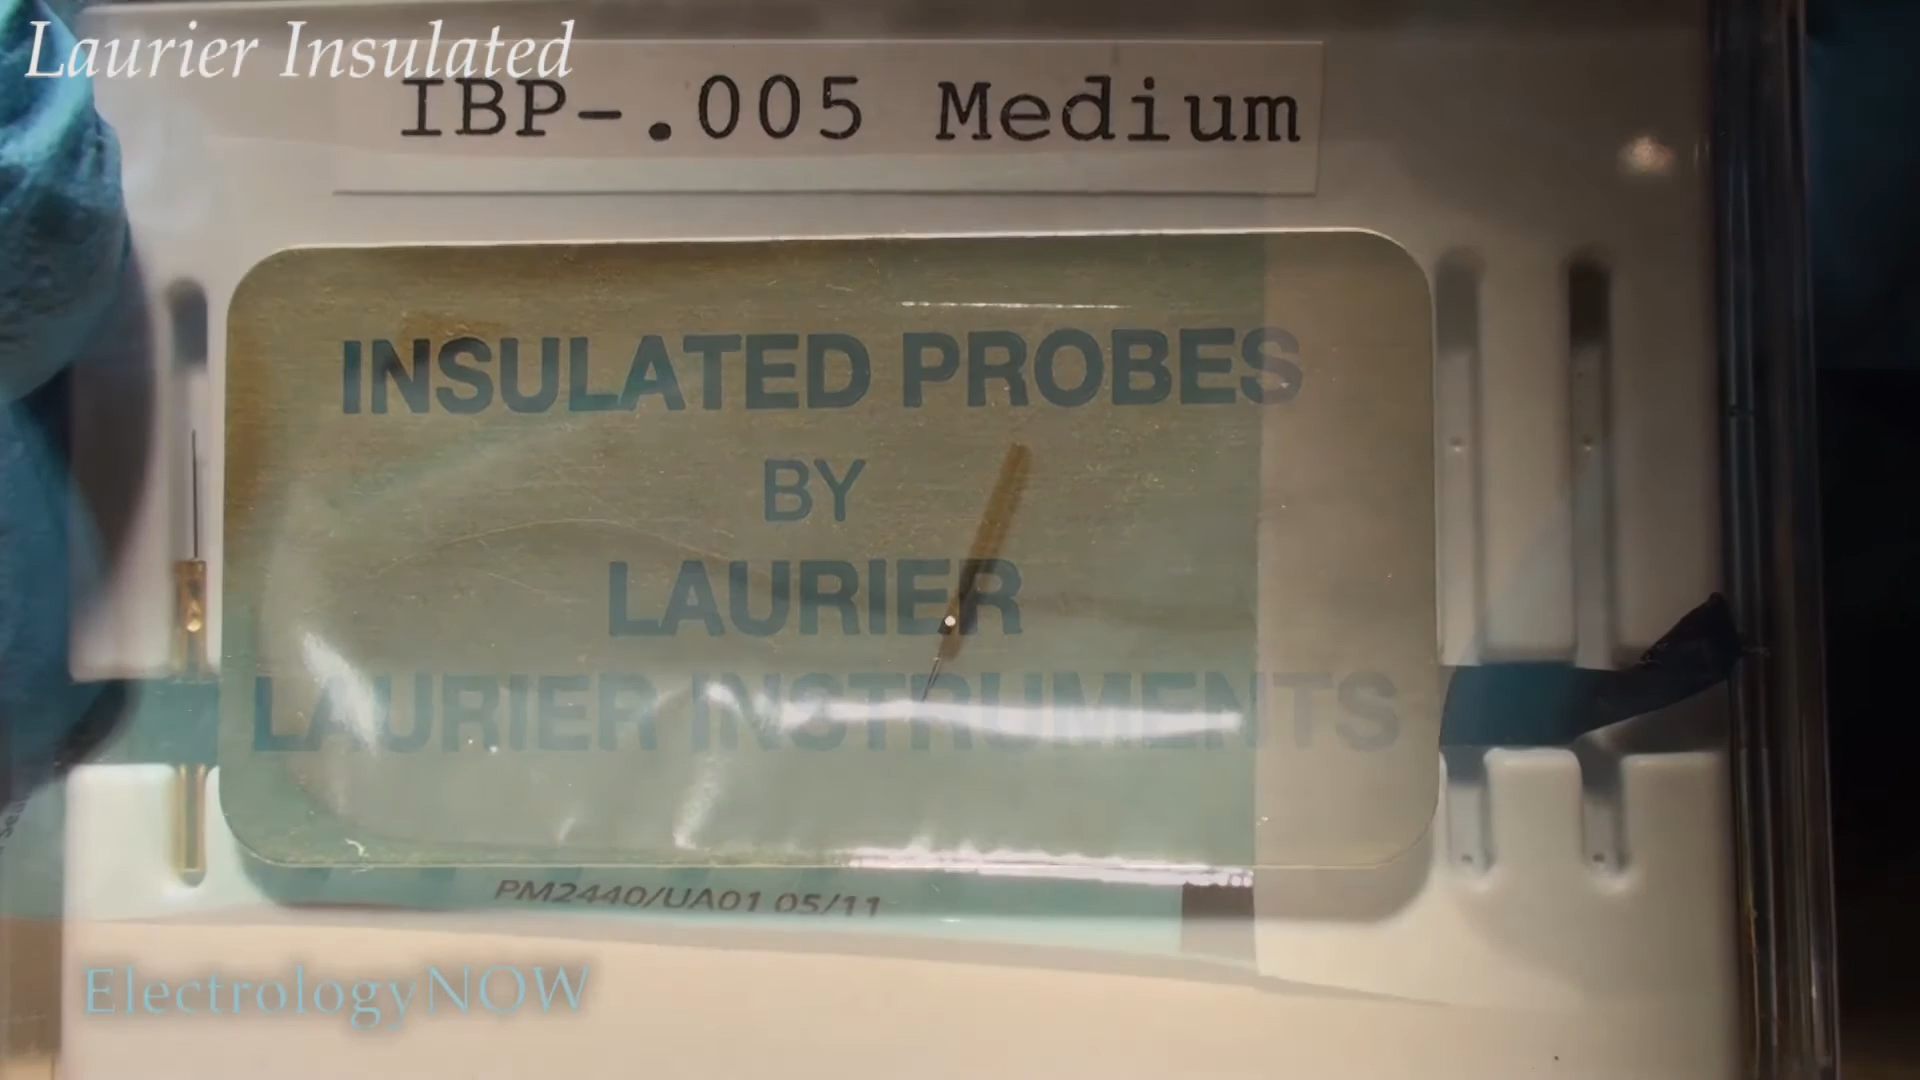 Laurier Insulated
IBP-.005 Medium
INSULATED PROBES
BY
LAURIER
LAURIER INSTRUMENTS
PM2440/UA01 05/11
ElectrologyNOW